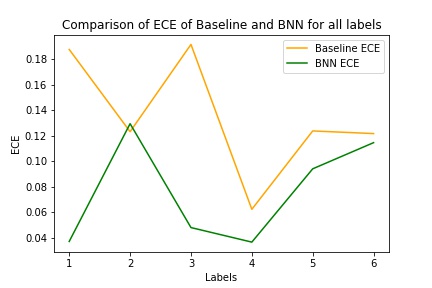 Comparison of ECE of Baseline and BNN for all labels
Baseline ECE
BNN ECE
ECE
0.18
0.16
0.14
0.12
0.10
0.08
0.06
0.04
1 2 3 4 5 6
Labels